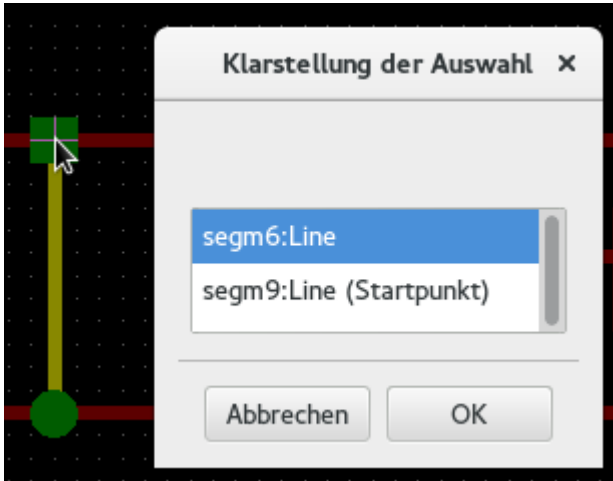 Klarstellung der Auswahl
segm6:Line
segm9:Line (Startpunkt)
Abbrechen OK